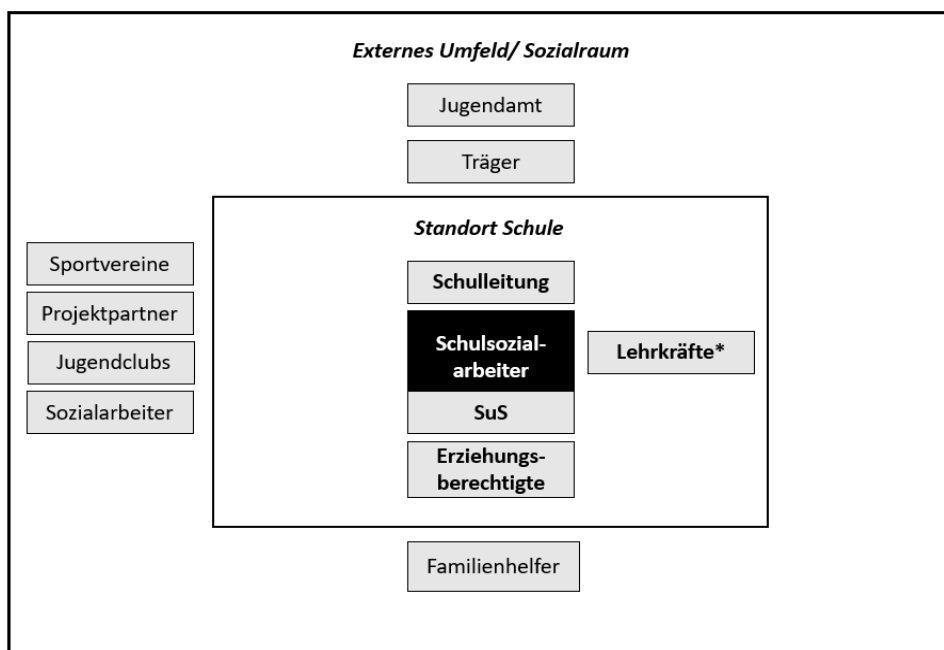 Externes Umfeld/ Sozialraum
Jugendamt
Träger
Standort Schule
Sportvereine
Projektpartner
Jugendclubs
Sozialarbeiter
Schulleitung
Schulsozial-
arbeiter
Lehrkräfte*
SuS
Erziehungs-
berechtigte
Familienhelfer